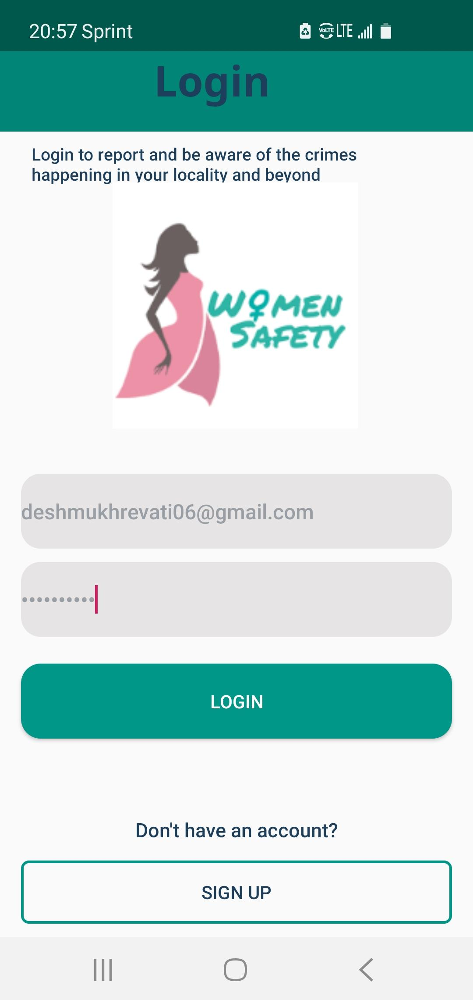 20:57 Sprint VoLTE LTE
Login
Login to report and be aware of the crimes
happening in your locality and beyond
WOMEN
SAFETY
deshmukhrevati06@gmail.com
••••••••••
LOGIN
Don't have an account?
SIGN UP